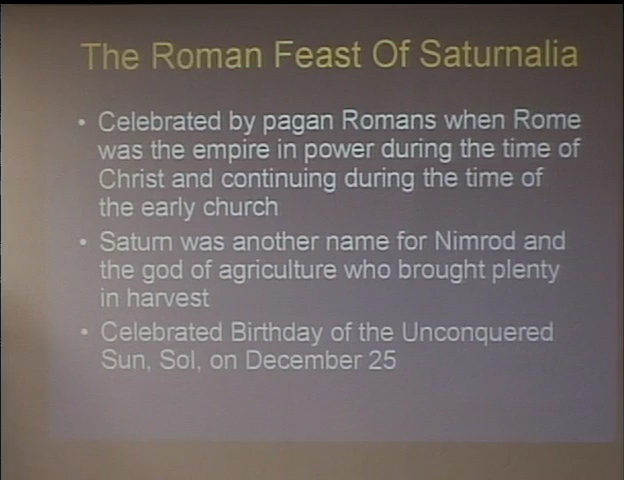 The Roman Feast Of Saturnalia
• Celebrated by pagan Romans when Rome
was the empire in power during the time of
Christ and continuing during the time of
the early church
• Saturn was another name for Nimrod and
the god of agriculture who brought plenty
in harvest
• Celebrated Birthday of the Unconquered
Sun, Sol, on December 25